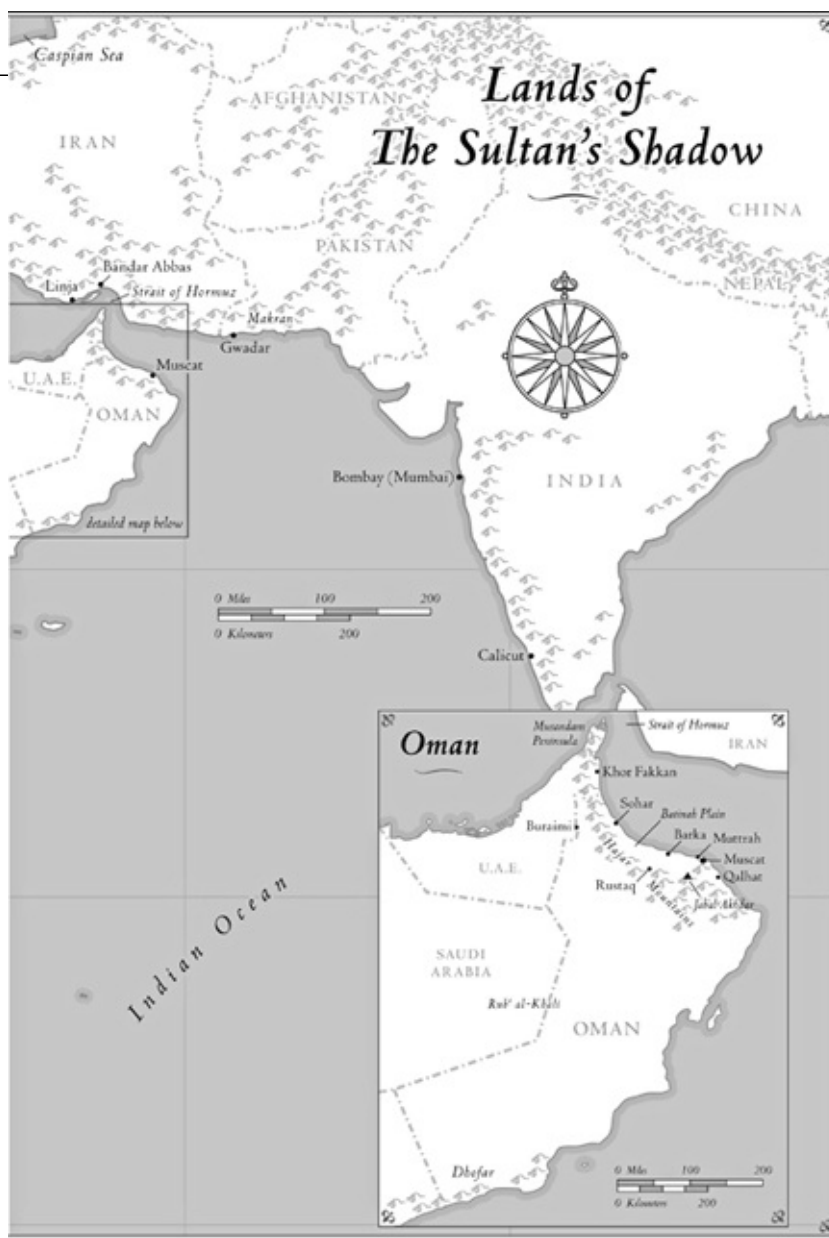 Lands of
The Sultan's Shadow
Caspian Sea
AFGHANISTAN
IRAN
CHINA
PAKISTAN
NEPAL
Bandar Abbas
Linja
Strait of Hormuz
Makran
Gwadar
Muscat
U.A.E.
OMAN
Bombay (Mumbai)
INDIA
detailed map below
0 Miles 100 200
0 Kilometers 200
Calicut
Indian Ocean
Oman
Musandam
Peninsula
Strait of Hormuz
IRAN
Khor Fakkan
Sohar
Batinah Plain
Buraimi
Barka
Muttrah
Muscat
Qalhat
U.A.E.
Hajar
Mountains
Rustaq
Jabal Akhdar
SAUDI
ARABIA
Rub' al-Khali
OMAN
Dhofar
0 Miles 100 200
0 Kilometers 200